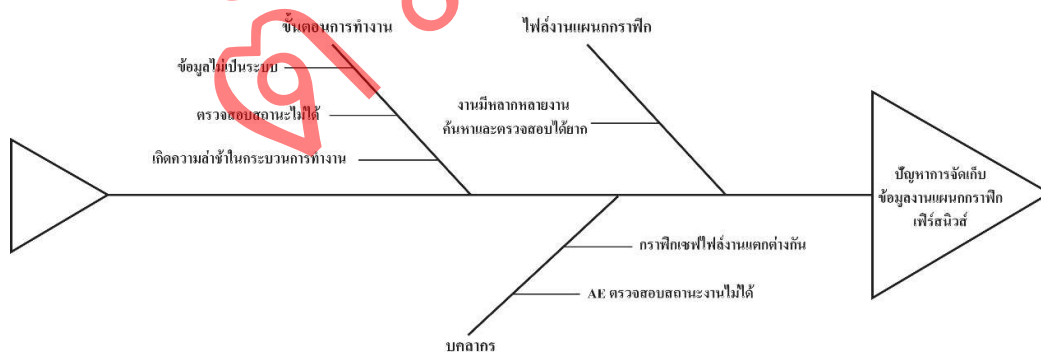 ขั้นตอนการทำงาน
ไฟล์งานแผนกกราฟิก
ข้อมูลไม่เป็นระบบ
ตรวจสอบสถานะไม่ได้
เกิดความล่าช้าในกระบวนการทำงาน
งานมีหลากหลายงาน
ค้นหาและตรวจสอบได้ยาก
ปัญหาการจัดเก็บ
ข้อมูลงานแผนกกราฟิก
เฟิร์สนิวส์
กราฟิกเซฟไฟล์งานแตกต่างกัน
AE ตรวจสอบสถานะงานไม่ได้
บคลากร